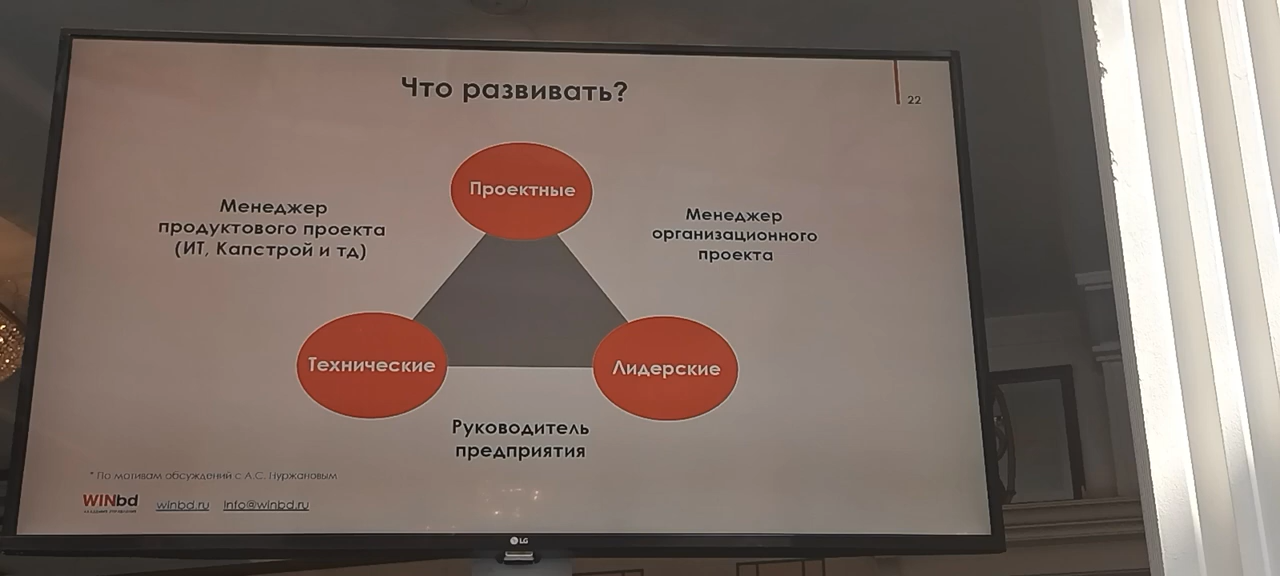 Что развивать?
22
Проектные
Менеджер
продуктового проекта
(ИТ, Капстрой и тд)
Менеджер
организационного
проекта
Технические
Лидерские
Руководитель
предприятия
* По мотивам обсуждений с А.С. Нуржановым
WINbd
winbd.ru info@winbd.ru
LG